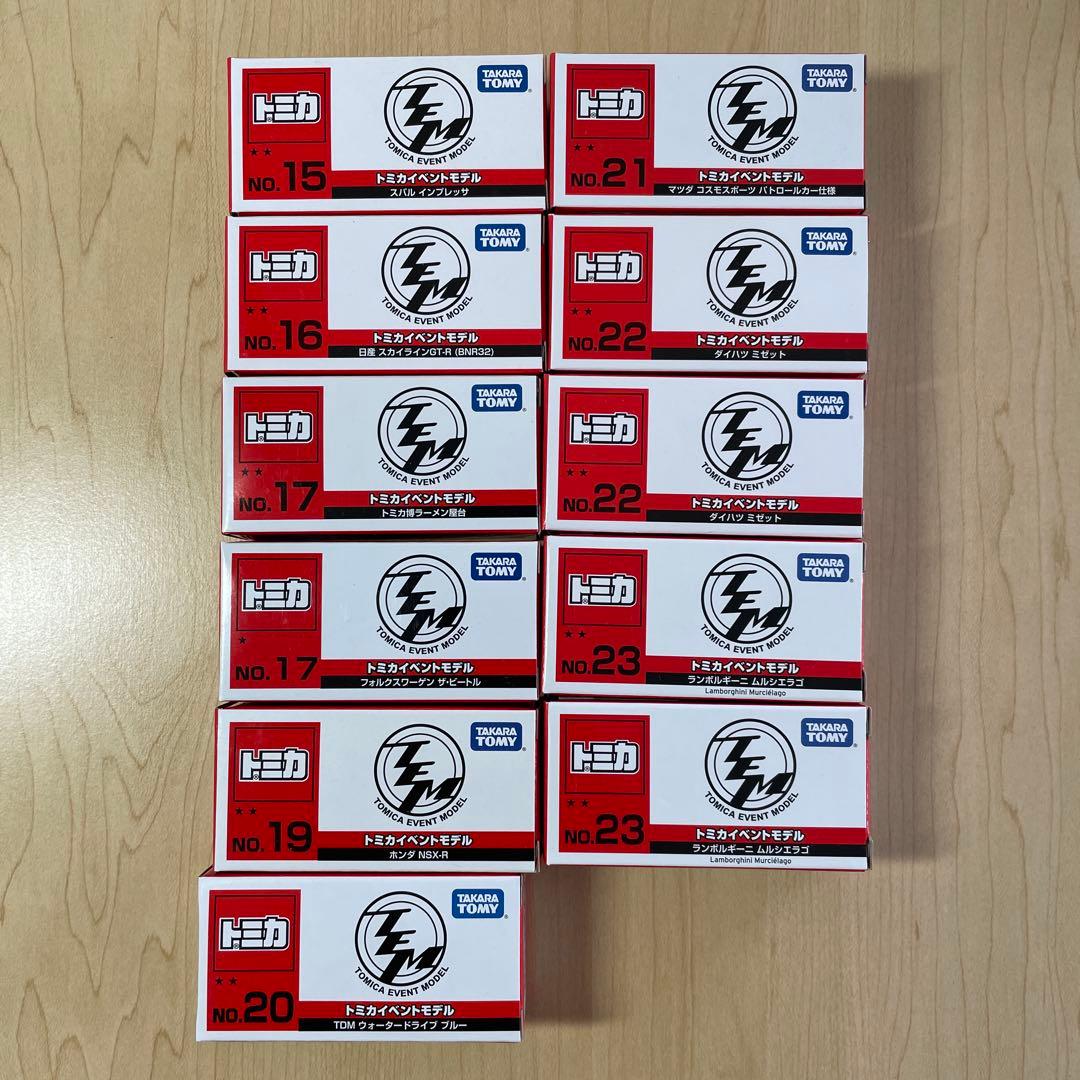 トミカ
★★
NO.15
TEM
TOMICA EVENT MODEL
TAKARA TOMY
トミカイベントモデル
スバル インプレッサ
トミカ
★★
NO.16
TEM
TOMICA EVENT MODEL
TAKARA TOMY
トミカイベントモデル
日産 スカイラインGT-R (BNR32)
トミカ
★★
NO.17
TEM
TOMICA EVENT MODEL
TAKARA TOMY
トミカイベントモデル
トミカ博ラーメン屋台
トミカ
★
NO.17
TEM
TOMICA EVENT MODEL
TAKARA TOMY
トミカイベントモデル
フォルクスワーゲン ザ・ビートル
トミカ
★★
NO.19
TEM
TOMICA EVENT MODEL
TAKARA TOMY
トミカイベントモデル
ホンダ NSX-R
トミカ
★★
NO.20
TEM
TOMICA EVENT MODEL
TAKARA TOMY
トミカイベントモデル
TDM ウォータードライブ ブルー
トミカ
★★
NO.21
TEM
TOMICA EVENT MODEL
TAKARA TOMY
トミカイベントモデル
マツダ コスモスポーツ パトロールカー仕様
トミカ
★★
NO.22
TEM
TOMICA EVENT MODEL
TAKARA TOMY
トミカイベントモデル
ダイハツ ミゼット
トミカ
★★
NO.22
TEM
TOMICA EVENT MODEL
TAKARA TOMY
トミカイベントモデル
ダイハツ ミゼット
トミカ
★★
NO.23
TEM
TOMICA EVENT MODEL
TAKARA TOMY
トミカイベントモデル
ランボルギーニ ムルシエラゴ
Lamborghini Murciélago
トミカ
★★
NO.23
TEM
TOMICA EVENT MODEL
TAKARA TOMY
トミカイベントモデル
ランボルギーニ ムルシエラゴ
Lamborghini Murciélago